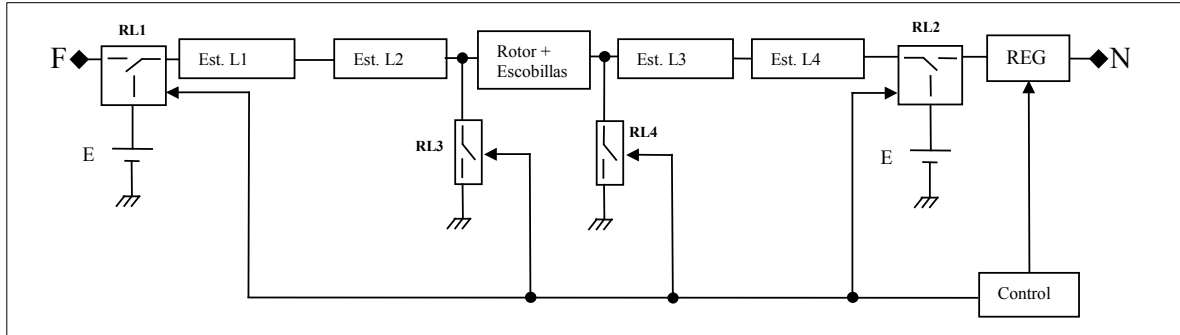 RL1
RL2
F
Est. L1
Est. L2
Rotor +
Escobillas
Est. L3
Est. L4
REG
N
RL3
RL4
E
E
Control